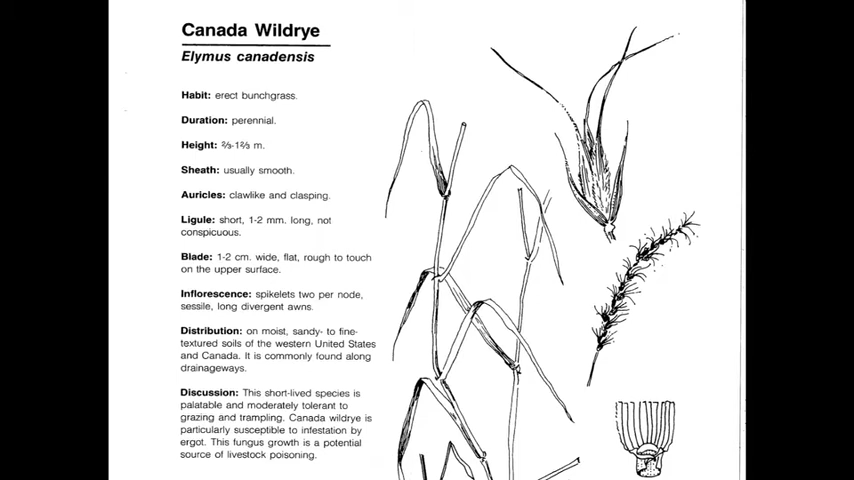 Canada Wildrye
Elymus canadensis
Habit: erect bunchgrass.
Duration: perennial.
Height: ⅔-1⅔ m.
Sheath: usually smooth.
Auricles: clawlike and clasping.
Ligule: short, 1-2 mm. long, not
conspicuous.
Blade: 1-2 cm. wide, flat, rough to touch
on the upper surface.
Inflorescence: spikelets two per node,
sessile, long divergent awns.
Distribution: on moist, sandy- to fine-
textured soils of the western United States
and Canada. It is commonly found along
drainageways.
Discussion: This short-lived species is
palatable and moderately tolerant to
grazing and trampling. Canada wildrye is
particularly susceptible to infestation by
ergot. This fungus growth is a potential
source of livestock poisoning.